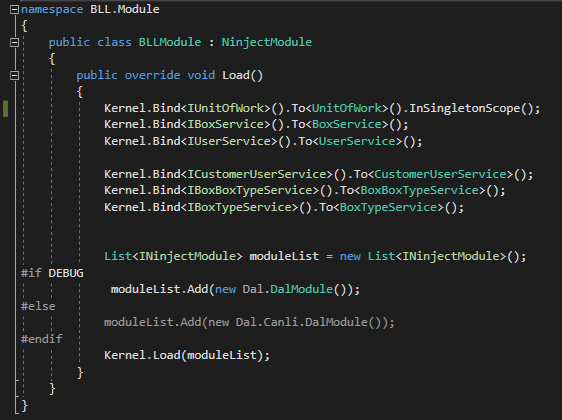 namespace BLL.Module
{
    public class BLLModule : NinjectModule
    {
        public override void Load()
        {
            Kernel.Bind<IUnitOfWork>().To<UnitOfWork>().InSingletonScope();
            Kernel.Bind<IBoxService>().To<BoxService>();
            Kernel.Bind<IUserService>().To<UserService>();

            Kernel.Bind<ICustomerUserService>().To<CustomerUserService>();
            Kernel.Bind<IBoxBoxTypeService>().To<BoxBoxTypeService>();
            Kernel.Bind<IBoxTypeService>().To<BoxTypeService>();


            List<INinjectModule> moduleList = new List<INinjectModule>();
#if DEBUG
             moduleList.Add(new Dal.DalModule());
#else
            moduleList.Add(new Dal.Canli.DalModule());
#endif
            Kernel.Load(moduleList);
        }
    }
}